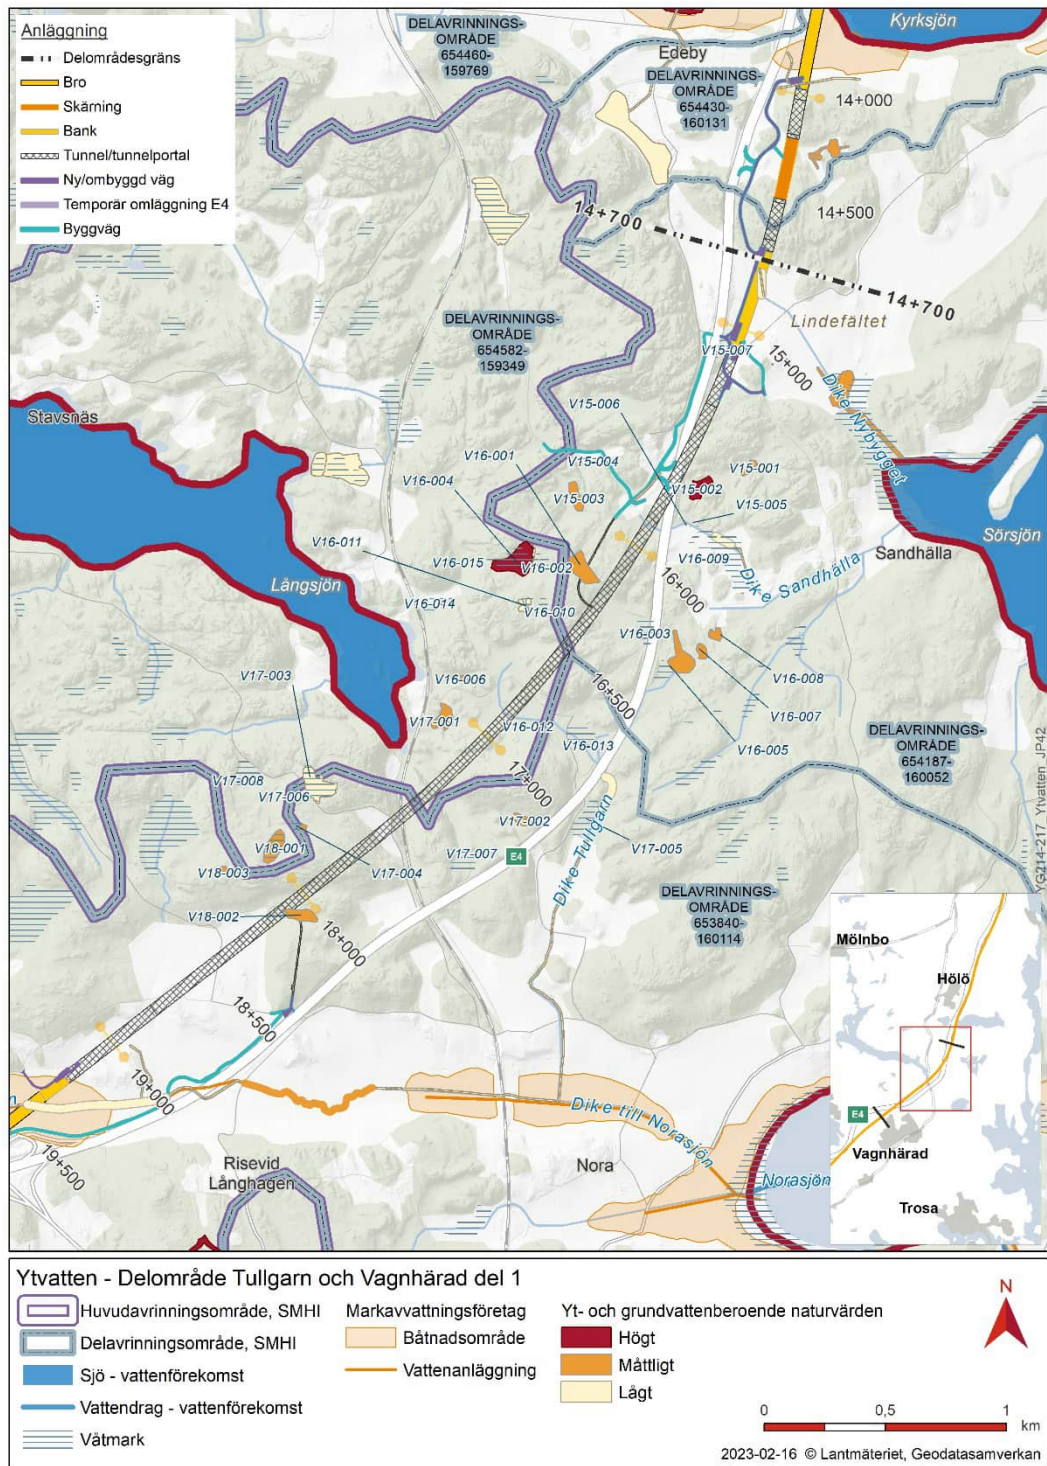 Anläggning
Delområdesgräns
Bro
Skärning
Bank
Tunnel/tunnelportal
Ny/ombyggd väg
Temporär omläggning E4
Byggväg
DELAVRINNINGS-
OMRÅDE
654460-
159769
Edeby
Kyrksjön
DELAVRINNINGS-
OMRÅDE
654430-
160131
14+000
14+500
14+700
14+700
Lindefältet
DELAVRINNINGS-
OMRÅDE
654582-
159349
V15-007
15+000
Dike Nybygget
Stavsnäs
V15-006
V16-001
V15-004
V15-001
V16-004
V15-003
V15-002
V15-005
Sörsjön
V16-011
V16-015
V16-002
V16-009
Sandhälla
Dike Sandhälla
Långsjön
V16-014
V16-010
16+000
V16-003
V17-003
V16-006
V16-008
16+500
V17-001
V16-012
V16-007
V16-013
V16-005
DELAVRINNINGS-
OMRÅDE
654187-
160052
V17-008
V17-006
17+000
V17-002
Dike Tullgarn
V18-001
V17-007
E4
V17-005
V18-003
V17-004
DELAVRINNINGS-
OMRÅDE
653840-
160114
V18-002
18+000
18+500
19+000
19+500
n
Dike till Norasjön
Risevid
Långhagen
Nora
Norasjön
YG214-217_Ytvatten_JP42
Mölnbo
Hölö
E4
Vagnhärad
Trosa
Ytvatten - Delområde Tullgarn och Vagnhärad del 1
Huvudavrinningsområde, SMHI
Delavrinningsområde, SMHI
Sjö - vattenförekomst
Vattendrag - vattenförekomst
Våtmark
Markavvattningsföretag
Båtnadsområde
Vattenanläggning
Yt- och grundvattenberoende naturvärden
Högt
Måttligt
Lågt
N
0 0,5 1
km
2023-02-16 © Lantmäteriet, Geodatasamverkan